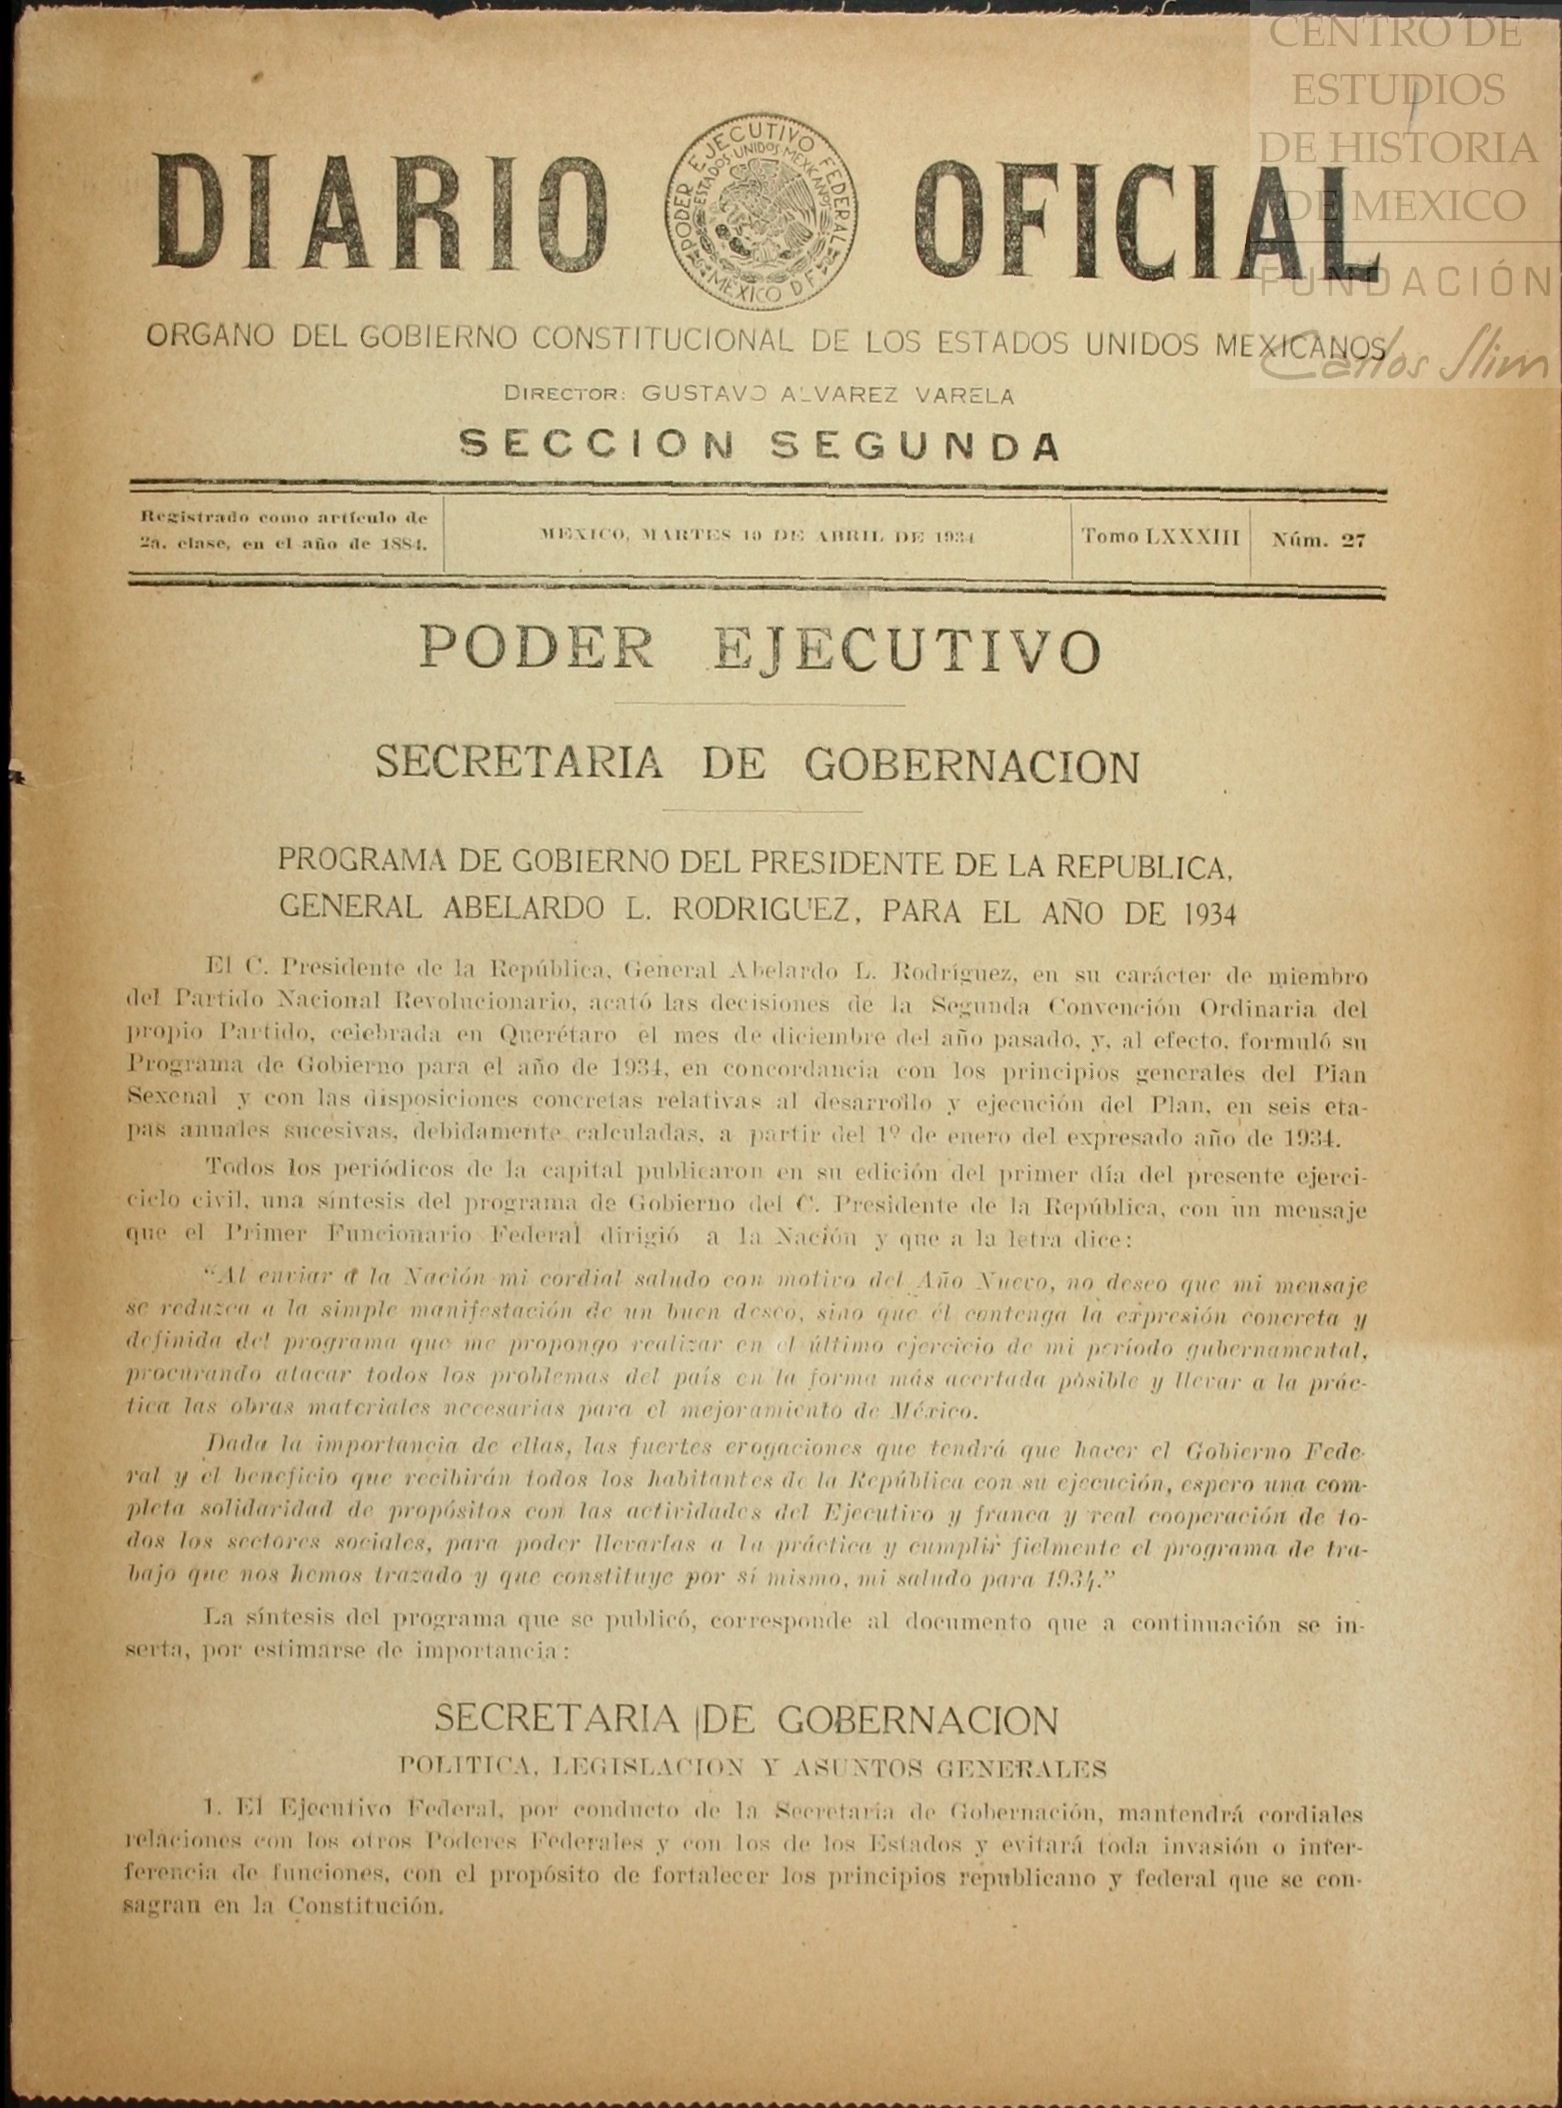 CENTRO DE
ESTUDIOS
DE HISTORIA
DE MEXICO
FUNDACIÓN
Carlos Slim
DIARIO OFICIAL
PODER EJECUTIVO FEDERAL
ESTADOS UNIDOS MEXICANOS
MEXICO D F
ORGANO DEL GOBIERNO CONSTITUCIONAL DE LOS ESTADOS UNIDOS MEXICANOS
DIRECTOR: GUSTAVO ALVAREZ VARELA
SECCION SEGUNDA
Registrado como artículo de
2a. clase, en el año de 1884.
MEXICO, MARTES 10 DE ABRIL DE 1934
Tomo LXXXIII
Núm. 27
PODER EJECUTIVO
SECRETARIA DE GOBERNACION
PROGRAMA DE GOBIERNO DEL PRESIDENTE DE LA REPUBLICA,
GENERAL ABELARDO L. RODRIGUEZ, PARA EL AÑO DE 1934
El C. Presidente de la República, General Abelardo L. Rodríguez, en su carácter de miembro
del Partido Nacional Revolucionario, acató las decisiones de la Segunda Convención Ordinaria del
propio Partido, celebrada en Querétaro el mes de diciembre del año pasado, y, al efecto, formuló su
Programa de Gobierno para el año de 1934, en concordancia con los principios generales del Plan
Sexenal y con las disposiciones concretas relativas al desarrollo y ejecución del Plan, en seis eta-
pas anuales sucesivas, debidamente calculadas, a partir del 1º de enero del expresado año de 1934.
Todos los periódicos de la capital publicaron en su edición del primer día del presente ejerci-
ciclo civil, una síntesis del programa de Gobierno del C. Presidente de la República, con un mensaje
que el Primer Funcionario Federal dirigió a la Nación y que a la letra dice:
"Al enviar a la Nación mi cordial saludo con motivo del Año Nuevo, no deseo que mi mensaje
se reduzca a la simple manifestación de un buen deseo, sino que él contenga la expresión concreta y
definida del programa que me propongo realizar en el último ejercicio de mi período gubernamental,
procurando atacar todos los problemas del país en la forma más acertada posible y llevar a la prác-
tica las obras materiales necesarias para el mejoramiento de México.
Dada la importancia de ellas, las fuertes erogaciones que tendrá que hacer el Gobierno Fede-
ral y el beneficio que recibirán todos los habitantes de la República con su ejecución, espero una com-
pleta solidaridad de propósitos con las actividades del Ejecutivo y franca y real cooperación de to-
dos los sectores sociales, para poder llevarlas a la práctica y cumplir fielmente el programa de tra-
bajo que nos hemos trazado y que constituye por sí mismo, mi saludo para 1934."
La síntesis del programa que se publicó, corresponde al documento que a continuación se in-
serta, por estimarse de importancia:
SECRETARIA DE GOBERNACION
POLITICA, LEGISLACION Y ASUNTOS GENERALES
1. El Ejecutivo Federal, por conducto de la Secretaría de Gobernación, mantendrá cordiales
relaciones con los otros Poderes Federales y con los de los Estados y evitará toda invasión o inter-
ferencia de funciones, con el propósito de fortalecer los principios republicano y federal que se con-
sagran en la Constitución.